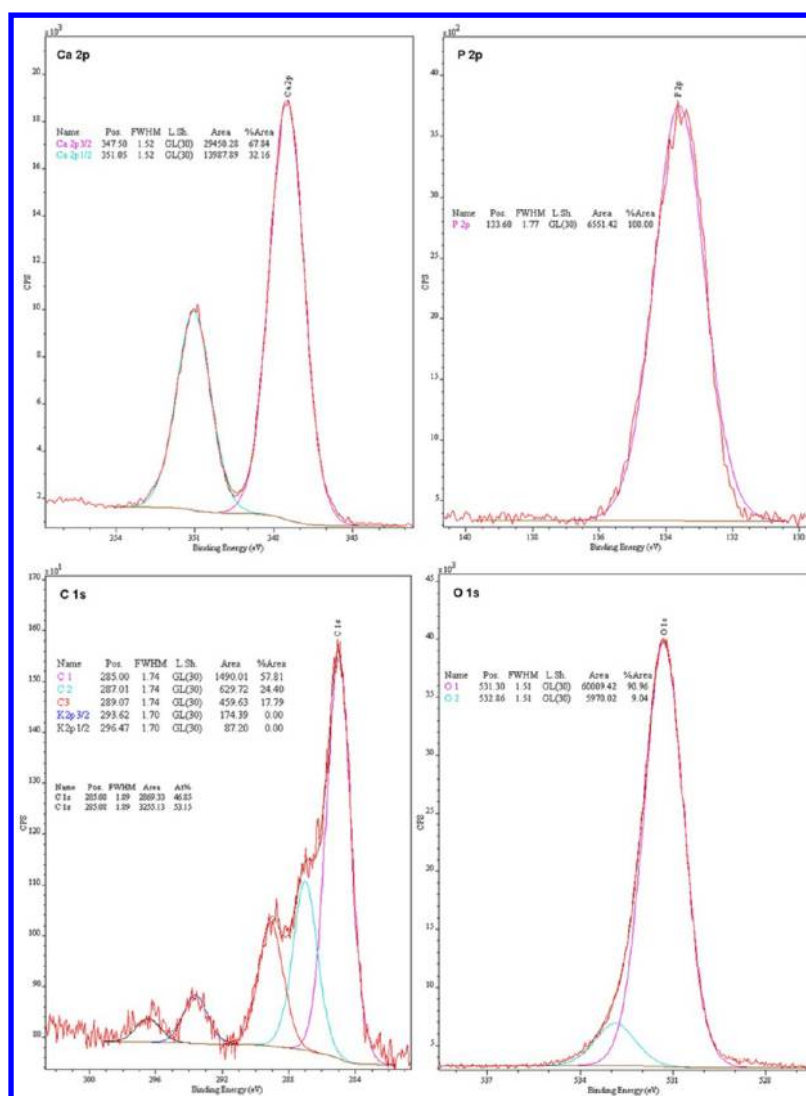 x10³
Ca 2p
Ca 2p
20
18
16
14
12
10
8
6
4
2
CPS
Name Pos. FWHM L.Sh. Area %Area
Ca 2p3/2 347.50 1.52 GL(30) 29450.28 67.84
Ca 2p1/2 351.05 1.52 GL(30) 13987.89 32.16
354 351 348 345
Binding Energy (eV)
x10²
P 2p
P 2p
40
35
30
25
20
15
10
5
CPS
Name Pos. FWHM L.Sh. Area %Area
P 2p 133.60 1.77 GL(30) 6551.42 100.00
140 138 136 134 132 130
Binding Energy (eV)
x10¹
C 1s
C 1s
170
160
150
140
130
120
110
100
90
80
CPS
Name Pos. FWHM L.Sh. Area %Area
C 1 285.00 1.74 GL(30) 1490.01 57.81
C 2 287.01 1.74 GL(30) 629.72 24.40
C3 289.07 1.74 GL(30) 459.63 17.79
K2p3/2 293.62 1.70 GL(30) 174.39 0.00
K2p1/2 296.47 1.70 GL(30) 87.20 0.00
Name Pos. FWHM Area At%
C 1s 285.00 1.89 2869.33 46.85
C 1s 285.08 1.89 3255.13 53.15
300 296 292 288 284
Binding Energy (eV)
x10³
O 1s
O 1s
45
40
35
30
25
20
15
10
5
CPS
Name Pos. FWHM L.Sh. Area %Area
O 1 531.30 1.51 GL(30) 60089.42 90.96
O 2 532.86 1.51 GL(30) 5970.02 9.04
537 534 531 528
Binding Energy (eV)